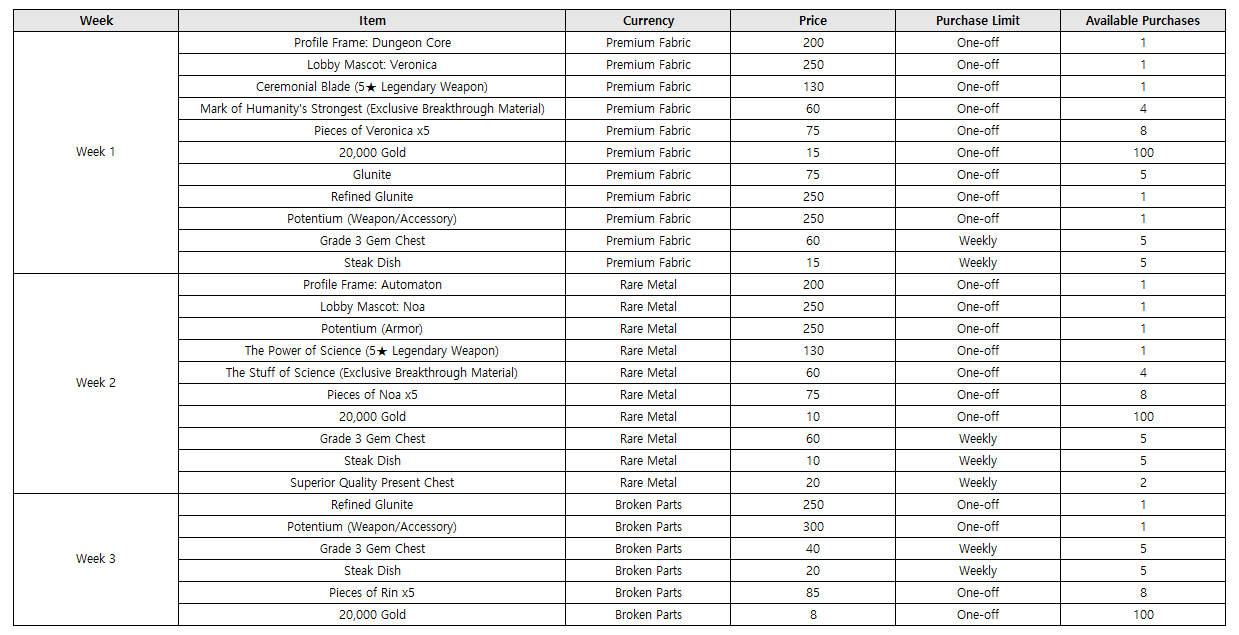 Week Item Currency Price Purchase Limit Available Purchases
Week 1
Profile Frame: Dungeon Core Premium Fabric 200 One-off 1
Lobby Mascot: Veronica Premium Fabric 250 One-off 1
Ceremonial Blade (5★ Legendary Weapon) Premium Fabric 130 One-off 1
Mark of Humanity's Strongest (Exclusive Breakthrough Material) Premium Fabric 60 One-off 4
Pieces of Veronica x5 Premium Fabric 75 One-off 8
20,000 Gold Premium Fabric 15 One-off 100
Glunite Premium Fabric 75 One-off 5
Refined Glunite Premium Fabric 250 One-off 1
Potentium (Weapon/Accessory) Premium Fabric 250 One-off 1
Grade 3 Gem Chest Premium Fabric 60 Weekly 5
Steak Dish Premium Fabric 15 Weekly 5
Week 2
Profile Frame: Automaton Rare Metal 200 One-off 1
Lobby Mascot: Noa Rare Metal 250 One-off 1
Potentium (Armor) Rare Metal 250 One-off 1
The Power of Science (5★ Legendary Weapon) Rare Metal 130 One-off 1
The Stuff of Science (Exclusive Breakthrough Material) Rare Metal 60 One-off 4
Pieces of Noa x5 Rare Metal 75 One-off 8
20,000 Gold Rare Metal 10 One-off 100
Grade 3 Gem Chest Rare Metal 60 Weekly 5
Steak Dish Rare Metal 10 Weekly 5
Superior Quality Present Chest Rare Metal 20 Weekly 2
Week 3
Refined Glunite Broken Parts 250 One-off 1
Potentium (Weapon/Accessory) Broken Parts 300 One-off 1
Grade 3 Gem Chest Broken Parts 40 Weekly 5
Steak Dish Broken Parts 20 Weekly 5
Pieces of Rin x5 Broken Parts 85 One-off 8
20,000 Gold Broken Parts 8 One-off 100